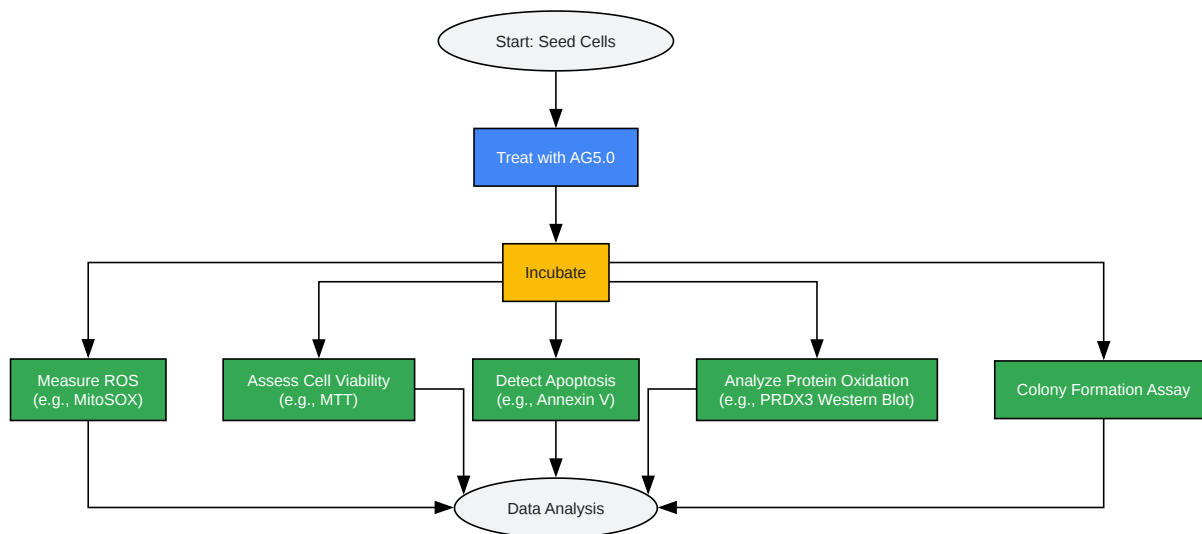 Start: Seed Cells
Treat with AG5.0
Incubate
Measure ROS
(e.g., MitoSOX)
Assess Cell Viability
(e.g., MTT)
Detect Apoptosis
(e.g., Annexin V)
Analyze Protein Oxidation
(e.g., PRDX3 Western Blot)
Colony Formation Assay
Data Analysis